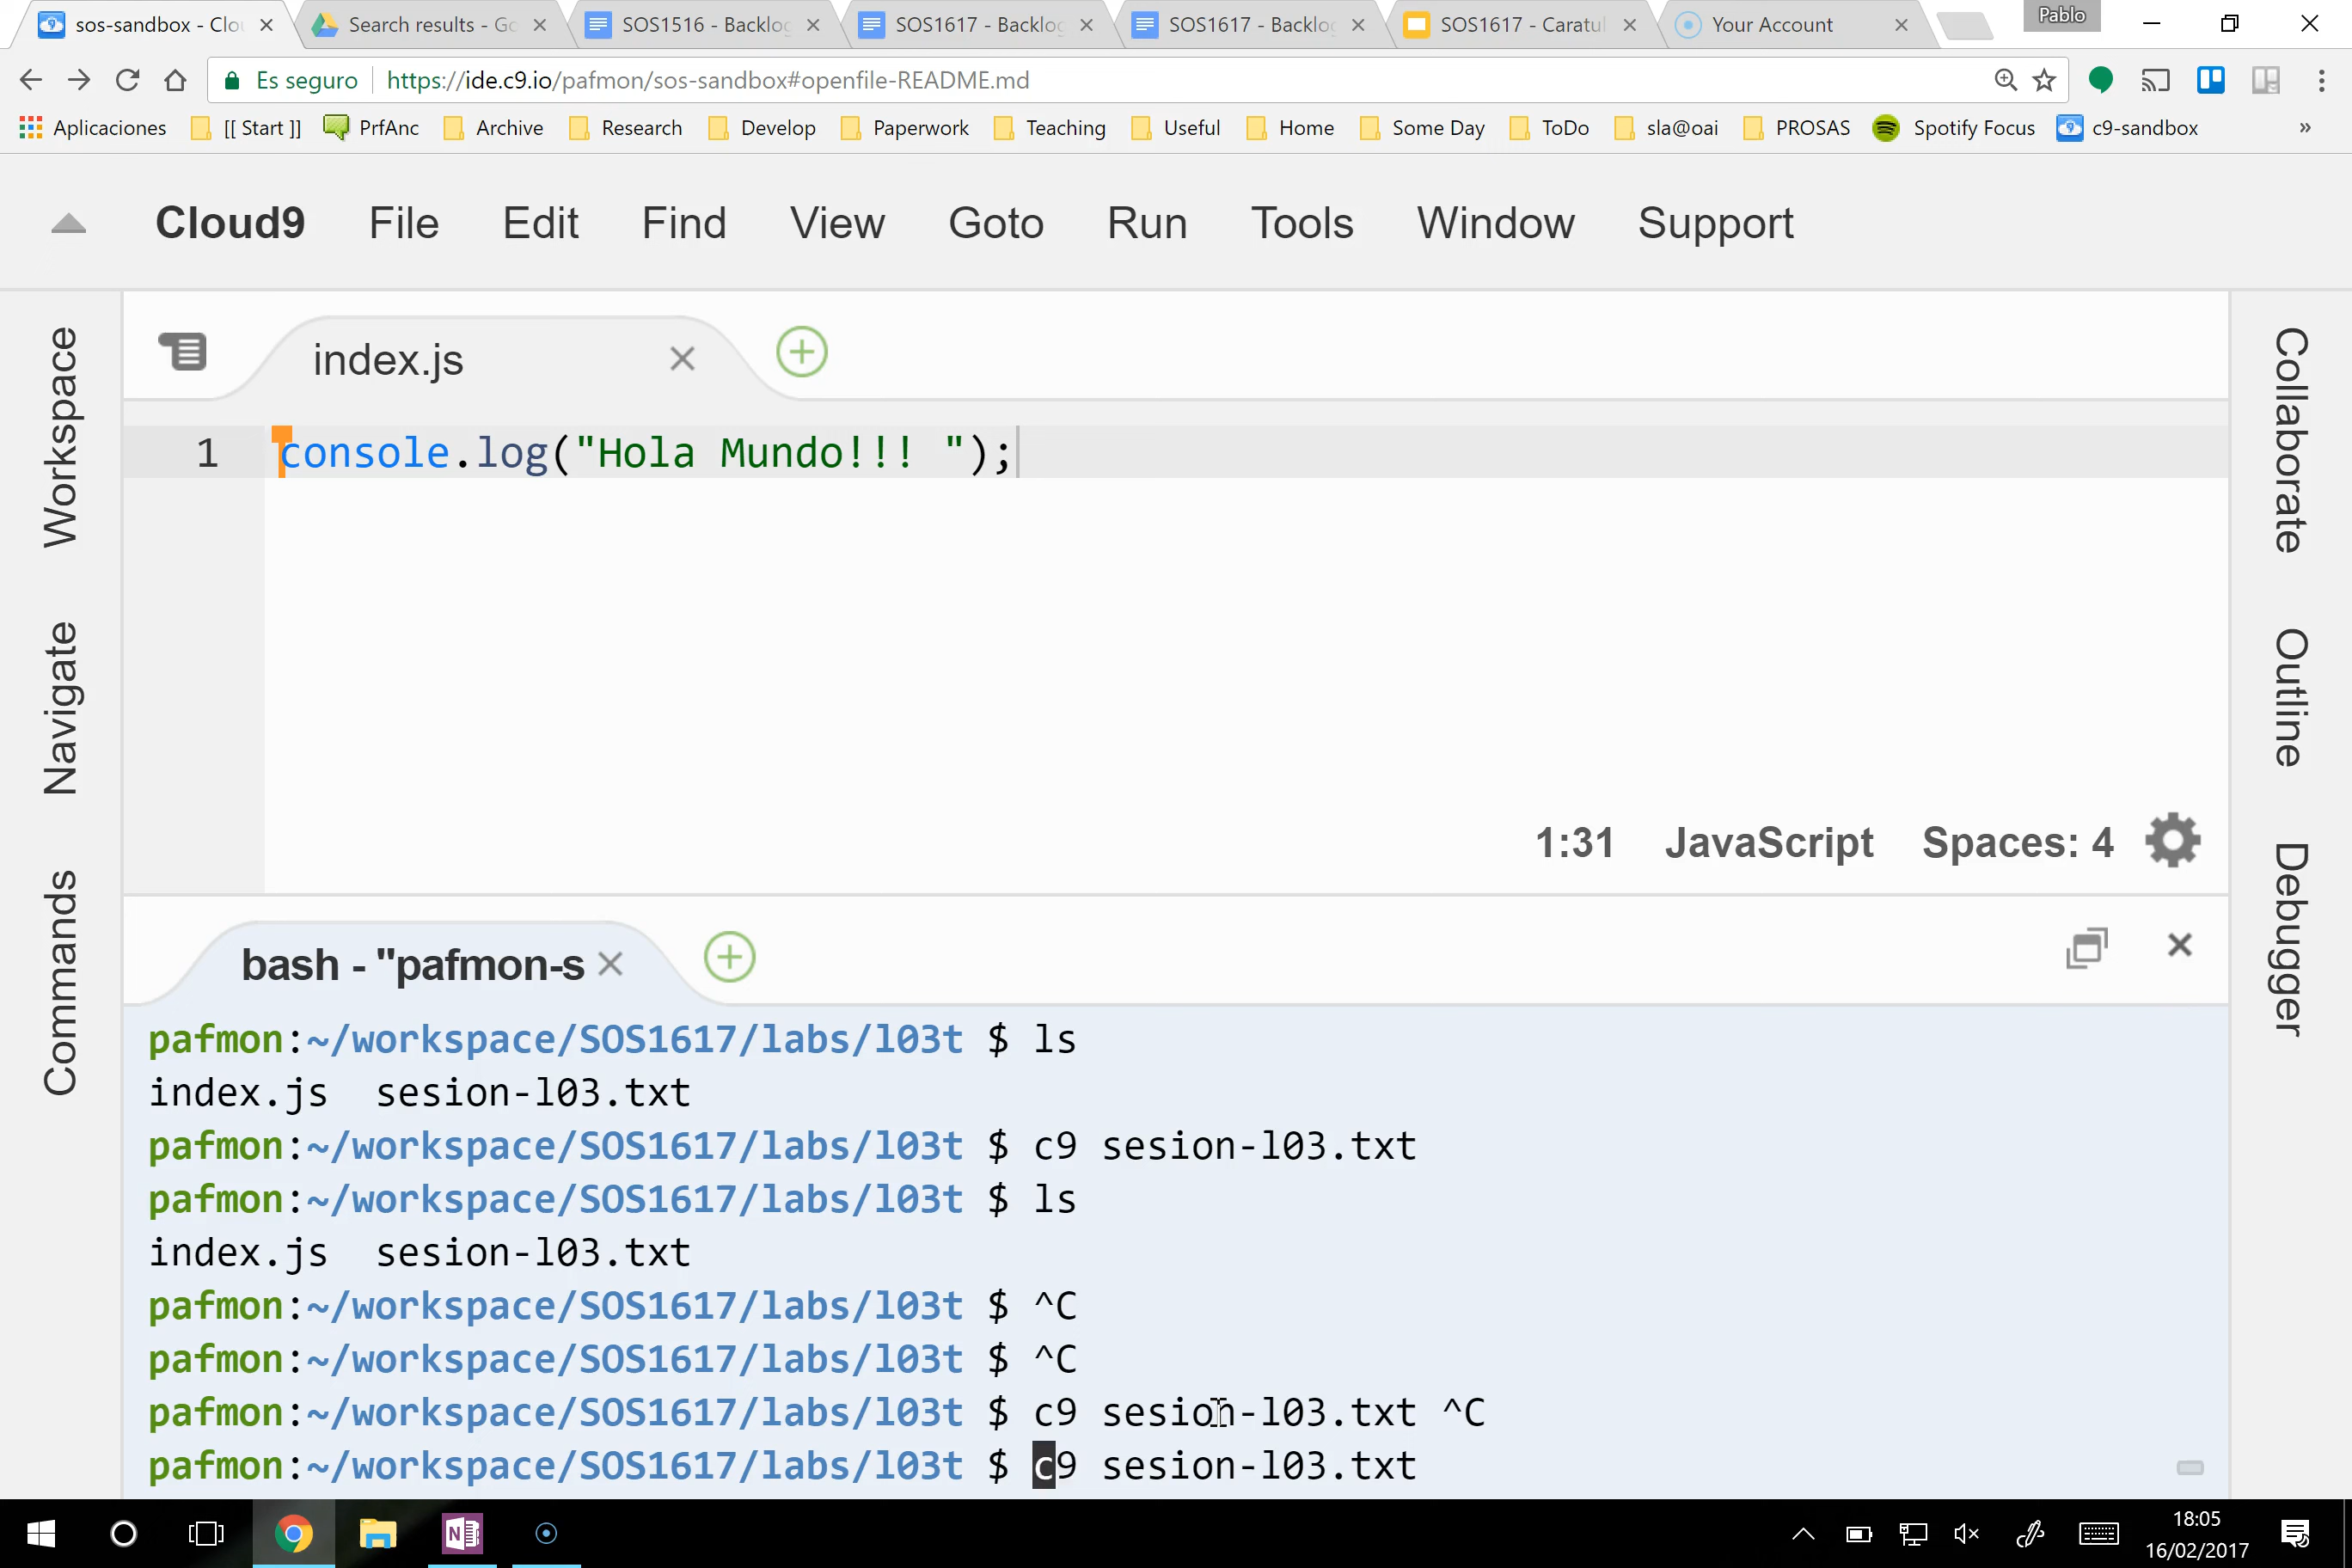 sos-sandbox - Clo
Search results - Go
SOS1516 - Backlog
SOS1617 - Backlog
SOS1617 - Backlog
SOS1617 - Caratul
Your Account
Pablo
Es seguro https://ide.c9.io/pafmon/sos-sandbox#openfile-README.md
Aplicaciones [[ Start ]] PrfAnc Archive Research Develop Paperwork Teaching Useful Home Some Day ToDo sla@oai PROSAS Spotify Focus c9-sandbox »
Cloud9 File Edit Find View Goto Run Tools Window Support
Workspace
Navigate
Commands
index.js
1 console.log("Hola Mundo!!! ");
1:31 JavaScript Spaces: 4
Collaborate
Outline
Debugger
bash - "pafmon-s
pafmon:~/workspace/SOS1617/labs/l03t $ ls
index.js sesion-l03.txt
pafmon:~/workspace/SOS1617/labs/l03t $ c9 sesion-l03.txt
pafmon:~/workspace/SOS1617/labs/l03t $ ls
index.js sesion-l03.txt
pafmon:~/workspace/SOS1617/labs/l03t $ ^C
pafmon:~/workspace/SOS1617/labs/l03t $ ^C
pafmon:~/workspace/SOS1617/labs/l03t $ c9 sesion-l03.txt ^C
pafmon:~/workspace/SOS1617/labs/l03t $ c9 sesion-l03.txt
18:05
16/02/2017